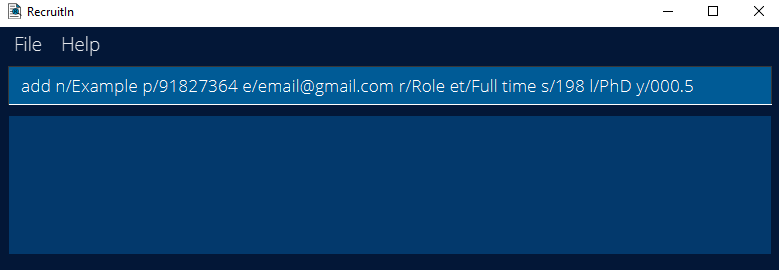 RecruitIn
File Help
add n/Example p/91827364 e/email@gmail.com r/Role et/Full time s/198 l/PhD y/000.5